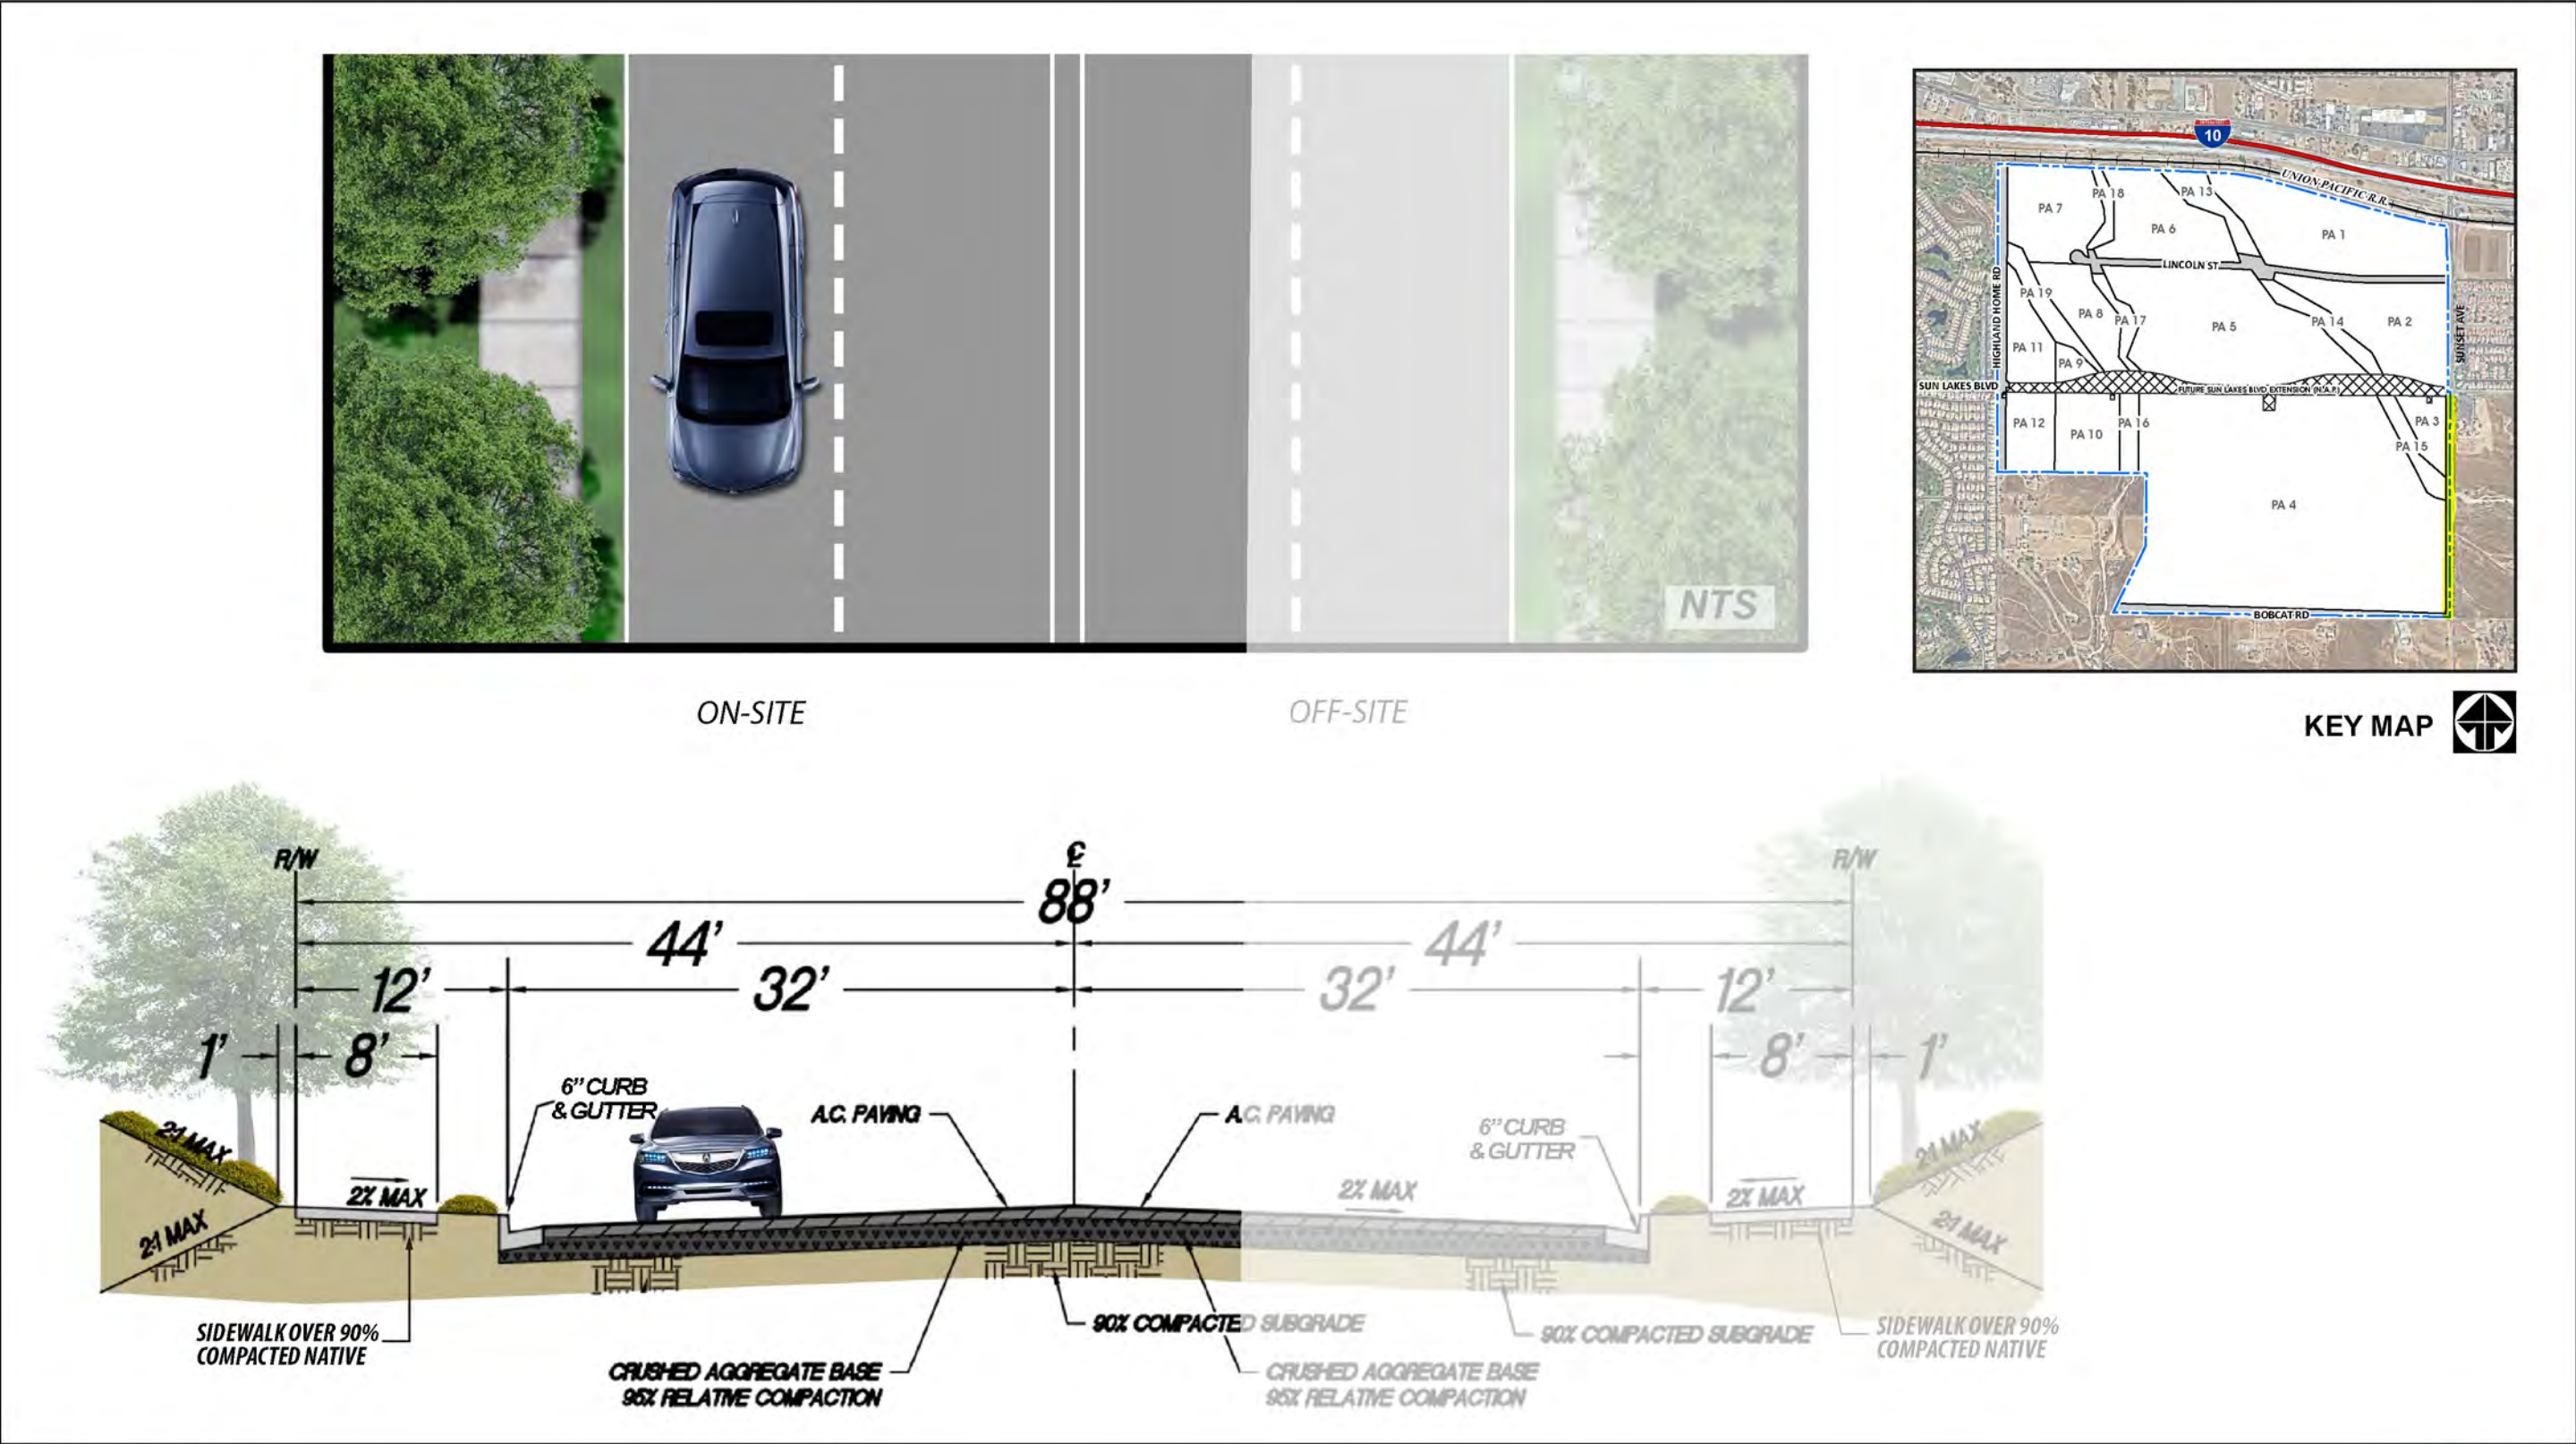 NTS
ON-SITE
OFF-SITE
INTERSTATE
10
UNION PACIFIC R.R.
PA 18
PA 13
PA 7
PA 6
PA 1
LINCOLN ST
HIGHLAND HOME RD
PA 19
PA 8
PA 17
PA 5
PA 14
PA 2
SUNSET AVE
PA 11
PA 9
SUN LAKES BLVD
FUTURE SUN LAKES BLVD EXTENSION (N.A.P.)
PA 12
PA 10
PA 16
PA 3
PA 15
PA 4
BOBCAT RD
KEY MAP
R/W
℄
R/W
88'
44'
44'
12'
32'
32'
12'
1'
8'
8'
1'
6" CURB
& GUTTER
A.C. PAVING
A.C. PAVING
6" CURB
& GUTTER
2:1 MAX
2% MAX
2% MAX
2% MAX
2:1 MAX
2:1 MAX
2:1 MAX
SIDEWALK OVER 90%
COMPACTED NATIVE
90% COMPACTED SUBGRADE
90% COMPACTED SUBGRADE
SIDEWALK OVER 90%
COMPACTED NATIVE
CRUSHED AGGREGATE BASE
95% RELATIVE COMPACTION
CRUSHED AGGREGATE BASE
95% RELATIVE COMPACTION